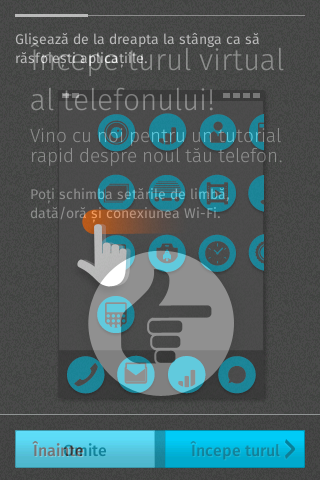 Glisează de la dreapta la stânga ca să
răsfoiești aplicațiile.
Începe turul virtual
al telefonului!
Vino cu noi pentru un tutorial
rapid despre noul tău telefon.
Poți schimba setările de limbă,
dată/oră și conexiunea Wi-Fi.
Înainte
Omite
Începe turul